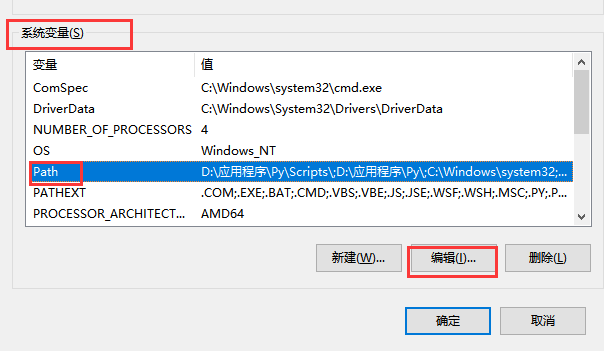 系统变量(S)
变量 值
ComSpec C:\Windows\system32\cmd.exe
DriverData C:\Windows\System32\Drivers\DriverData
NUMBER_OF_PROCESSORS 4
OS Windows_NT
Path D:\应用程序\Py\Scripts\;D:\应用程序\Py\;C:\Windows\system32;...
PATHEXT .COM;.EXE;.BAT;.CMD;.VBS;.VBE;.JS;.JSE;.WSF;.WSH;.MSC;.PY;.P...
PROCESSOR_ARCHITECT... AMD64
新建(W)... 编辑(I)... 删除(L)
确定 取消